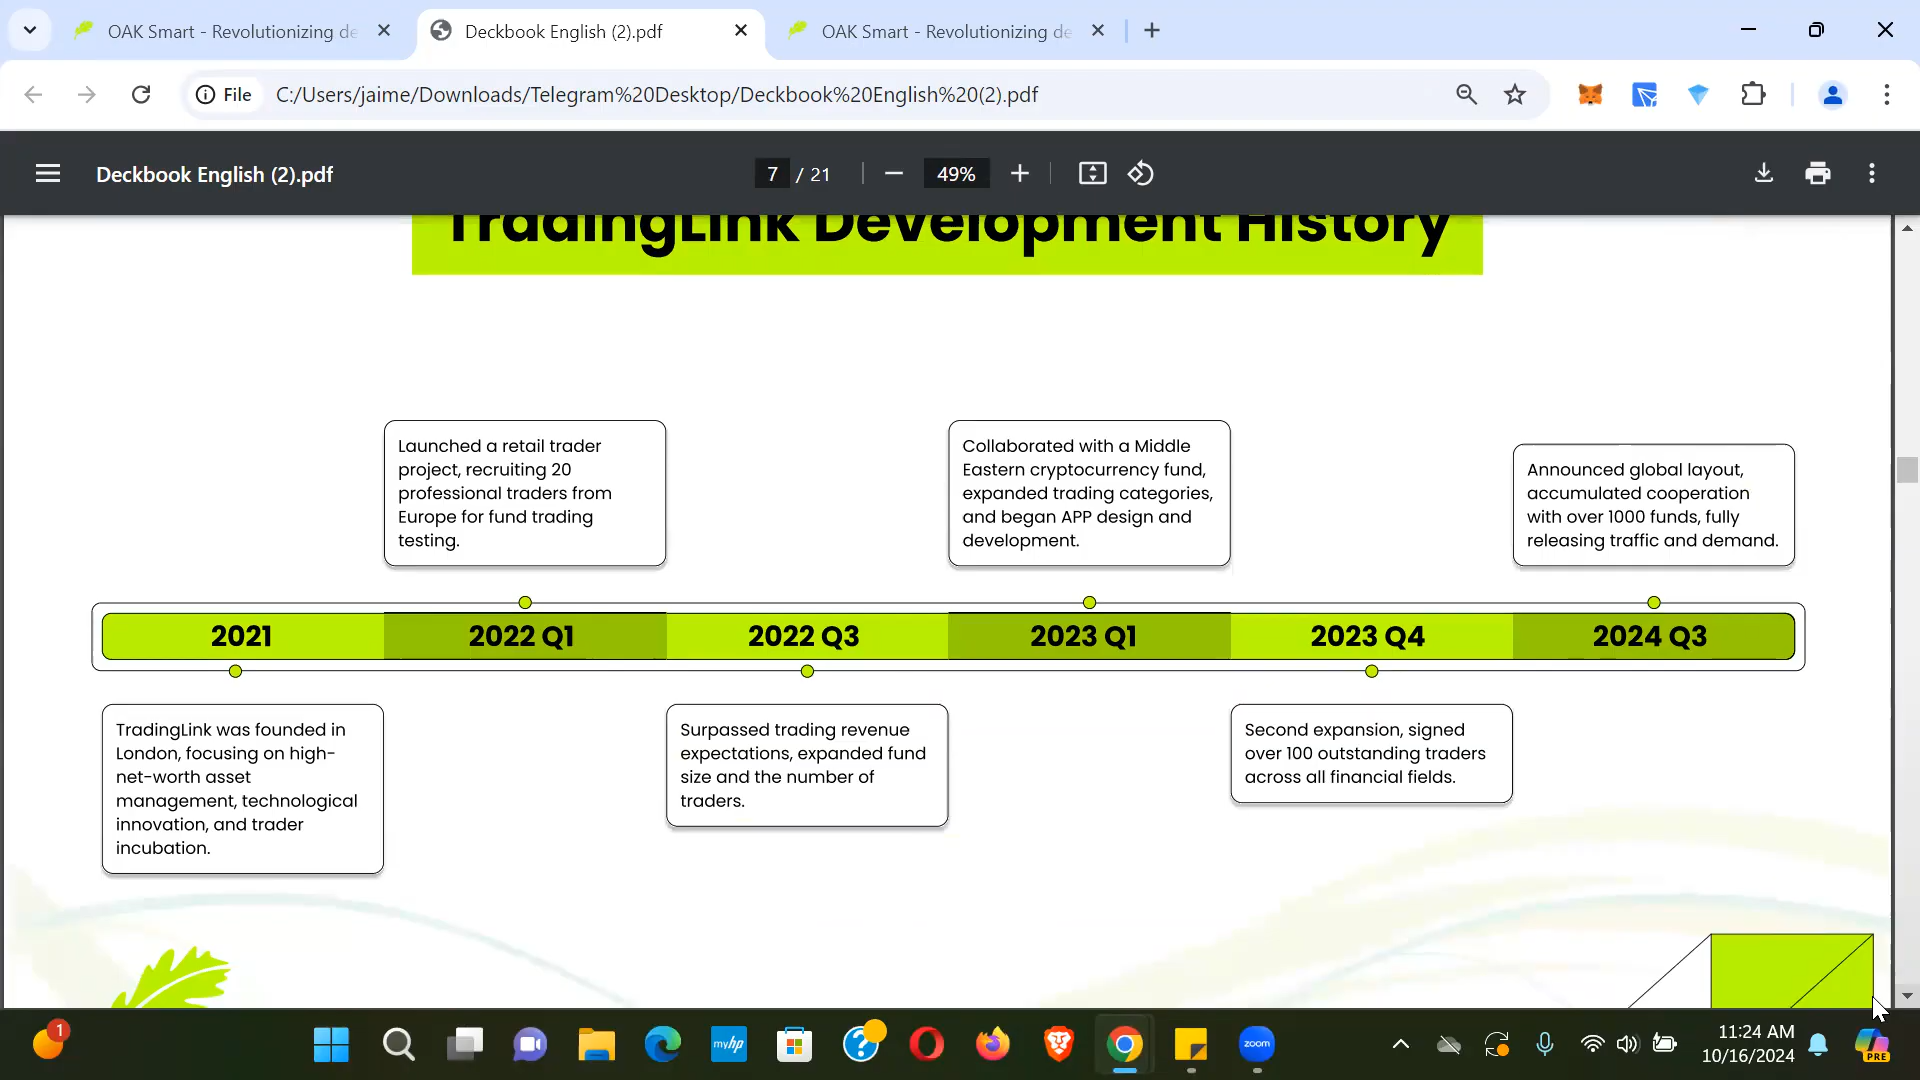 OAK Smart - Revolutionizing de
Deckbook English (2).pdf
OAK Smart - Revolutionizing de
File
C:/Users/jaime/Downloads/Telegram%20Desktop/Deckbook%20English%20(2).pdf
Deckbook English (2).pdf
7 / 21
49%
TradingLink Development History
Launched a retail trader
project, recruiting 20
professional traders from
Europe for fund trading
testing.
Collaborated with a Middle
Eastern cryptocurrency fund,
expanded trading categories,
and began APP design and
development.
Announced global layout,
accumulated cooperation
with over 1000 funds, fully
releasing traffic and demand.
2021
2022 Q1
2022 Q3
2023 Q1
2023 Q4
2024 Q3
TradingLink was founded in
London, focusing on high-
net-worth asset
management, technological
innovation, and trader
incubation.
Surpassed trading revenue
expectations, expanded fund
size and the number of
traders.
Second expansion, signed
over 100 outstanding traders
across all financial fields.
1
myhp
zoom
11:24 AM
10/16/2024
PRE